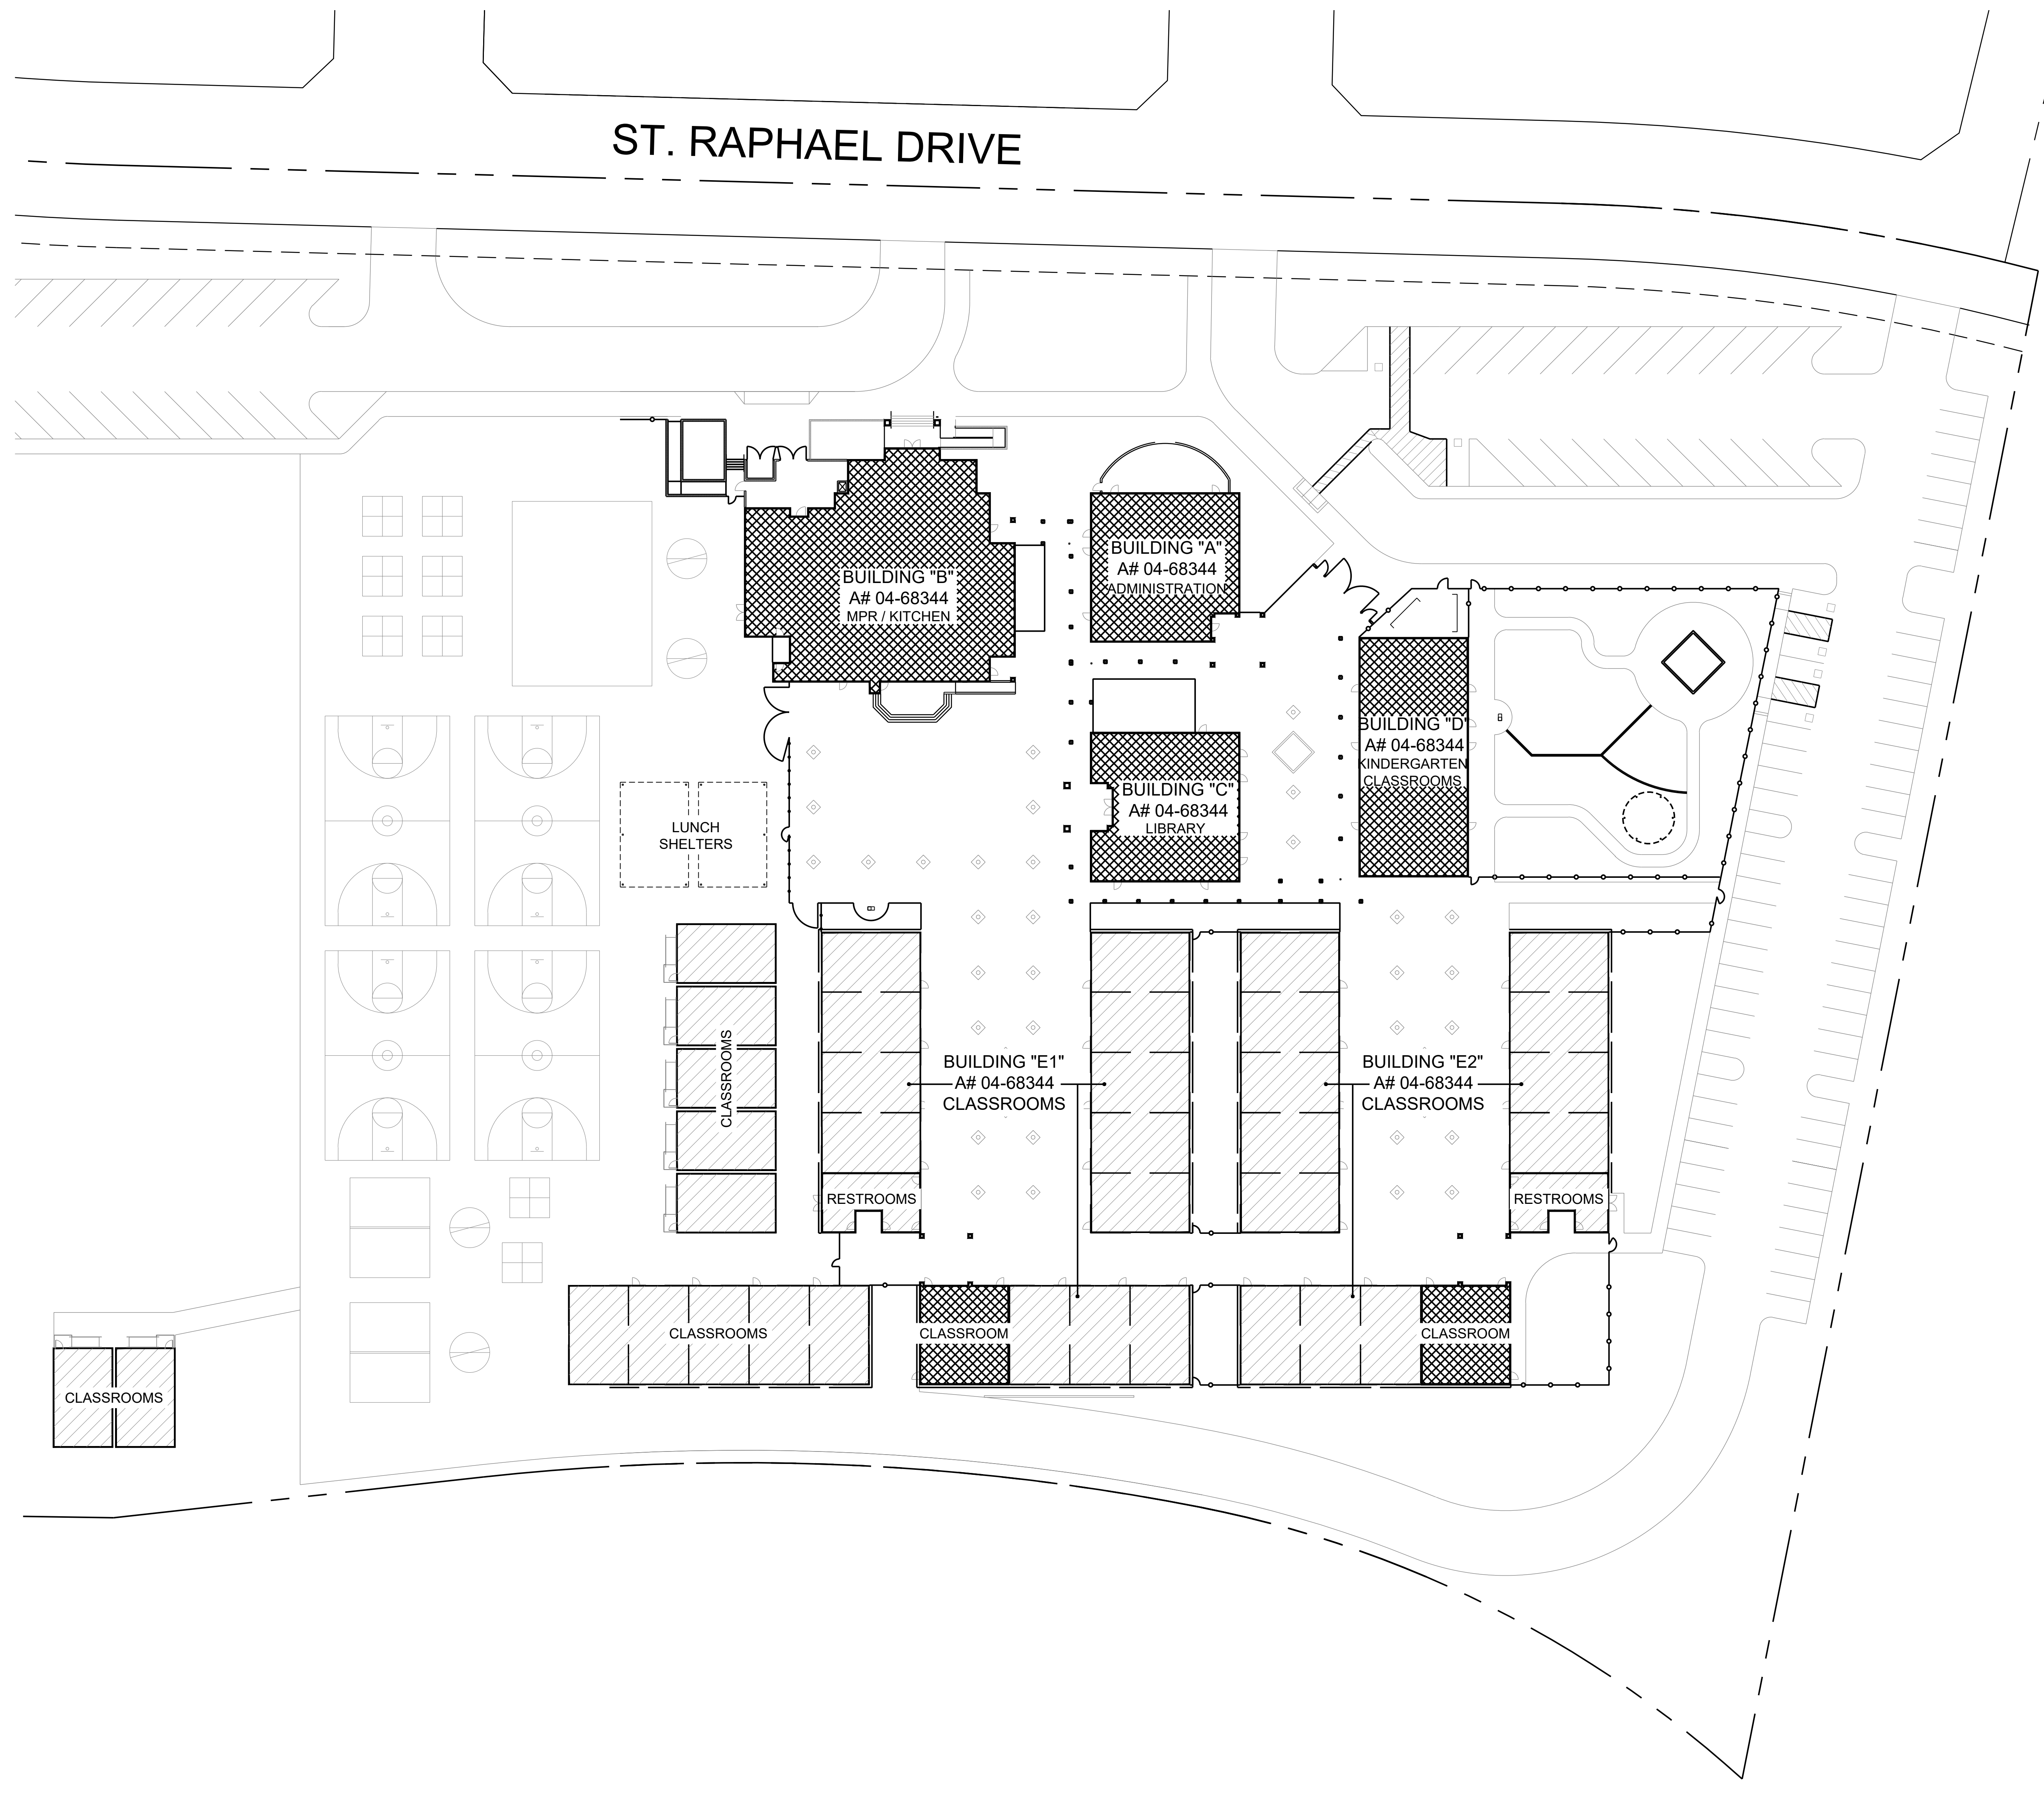 ST. RAPHAEL DRIVE
BUILDING "A"
A# 04-68344
ADMINISTRATION
BUILDING "B"
A# 04-68344
MPR / KITCHEN
BUILDING "D"
A# 04-68344
KINDERGARTEN
CLASSROOMS
BUILDING "C"
A# 04-68344
LIBRARY
LUNCH
SHELTERS
CLASSROOMS
BUILDING "E1"
A# 04-68344
CLASSROOMS
BUILDING "E2"
A# 04-68344
CLASSROOMS
RESTROOMS
RESTROOMS
CLASSROOMS
CLASSROOM
CLASSROOM
CLASSROOMS